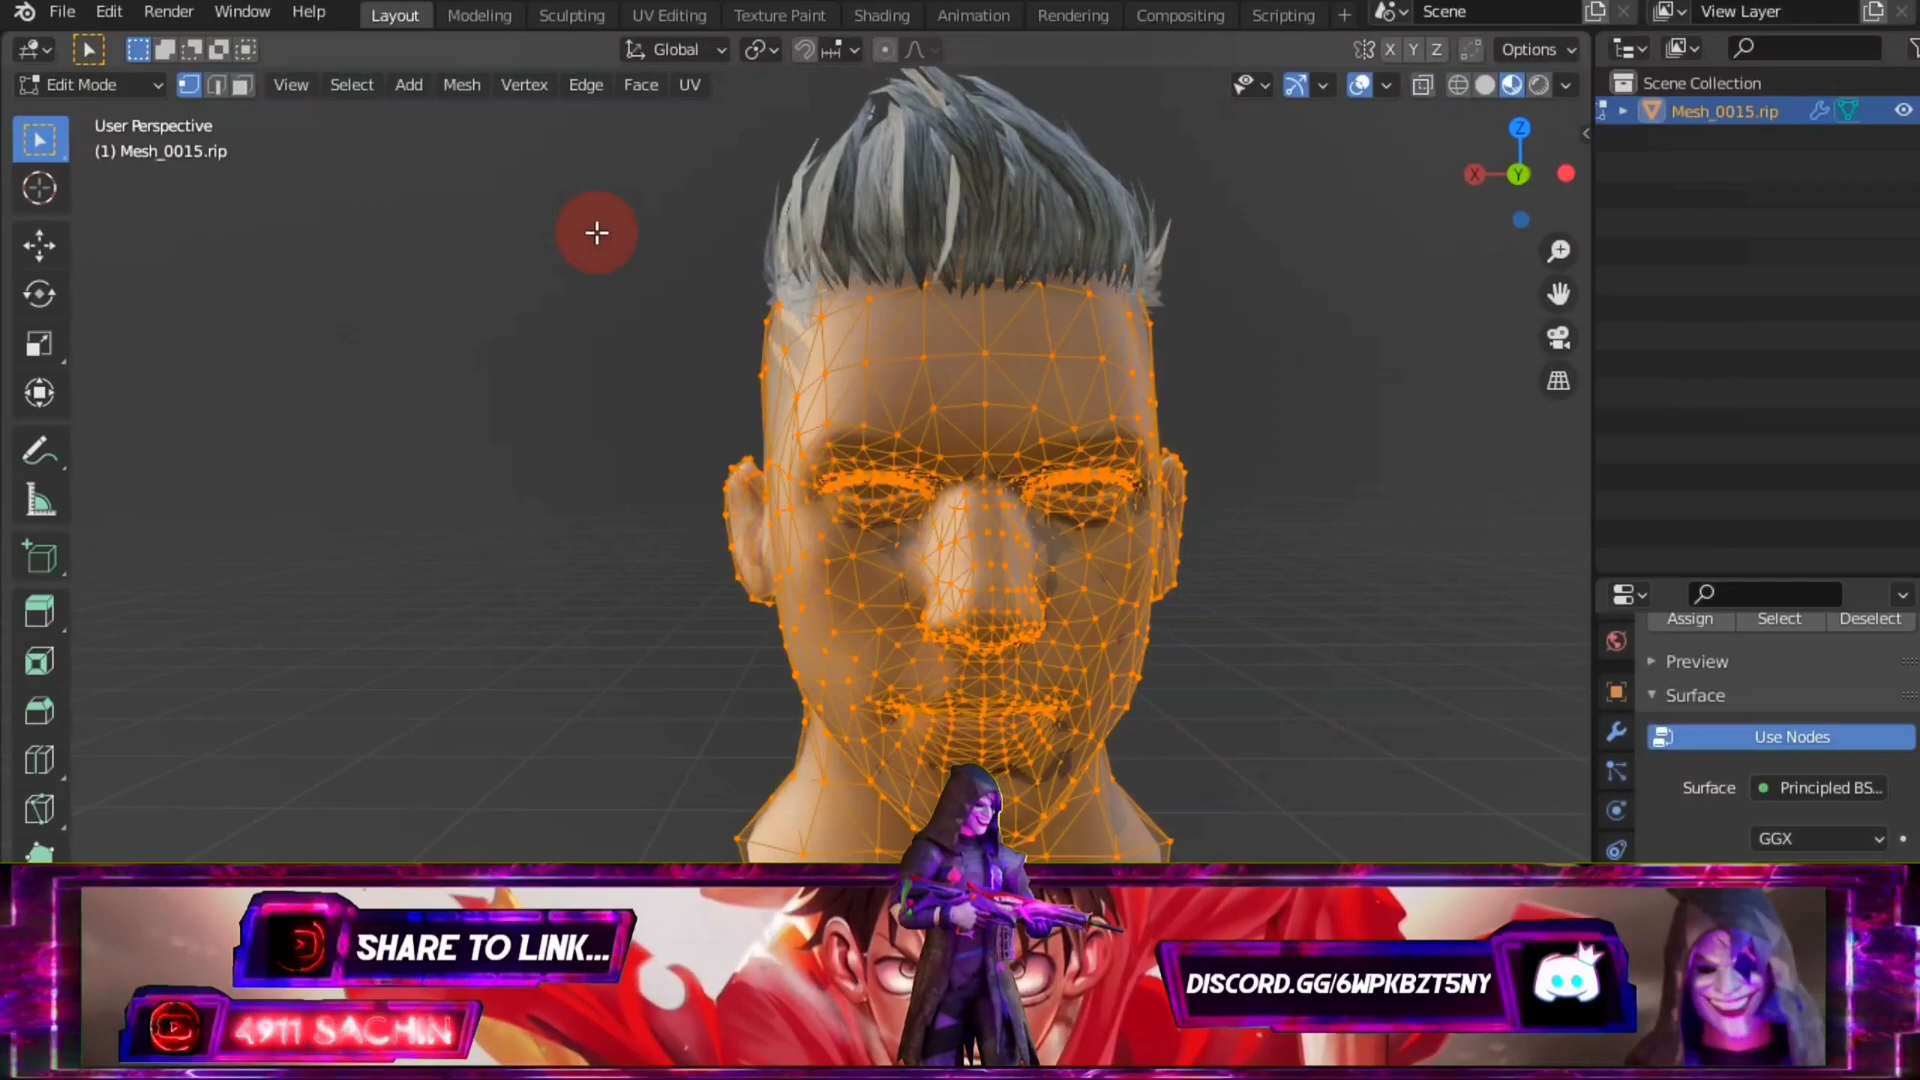 File Edit Render Window Help Layout Modeling Sculpting UV Editing Texture Paint Shading Animation Rendering Compositing Scripting + Scene View Layer
Global X Y Z Options
Edit Mode View Select Add Mesh Vertex Edge Face UV
Scene Collection
Mesh_0015.rip
User Perspective
(1) Mesh_0015.rip
Z
X Y
Assign Select Deselect
Preview
Surface
Use Nodes
Surface Principled BS...
GGX
SHARE TO LINK...
4911 SACHIN
DISCORD.GG/6WPKBZT5NY